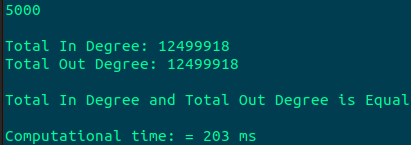 5000
Total In Degree: 12499918
Total Out Degree: 12499918
Total In Degree and Total Out Degree is Equal
Computational time: = 203 ms